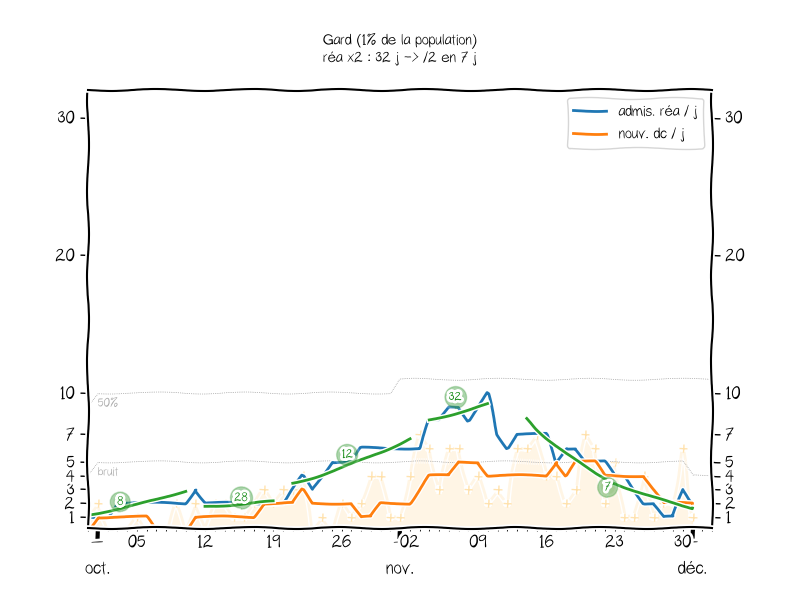 Gard (1% de la population)
réa x2 : 32 j -> /2 en 7 j
admis. réa / j
nouv. dc / j
30 30
20 20
10 10
50%
32
7 7
12
5 5
bruit
4 4
3 3
7
2 2
8
28
1 1
05 12 19 26 02 09 16 23 30
oct. nov. déc.